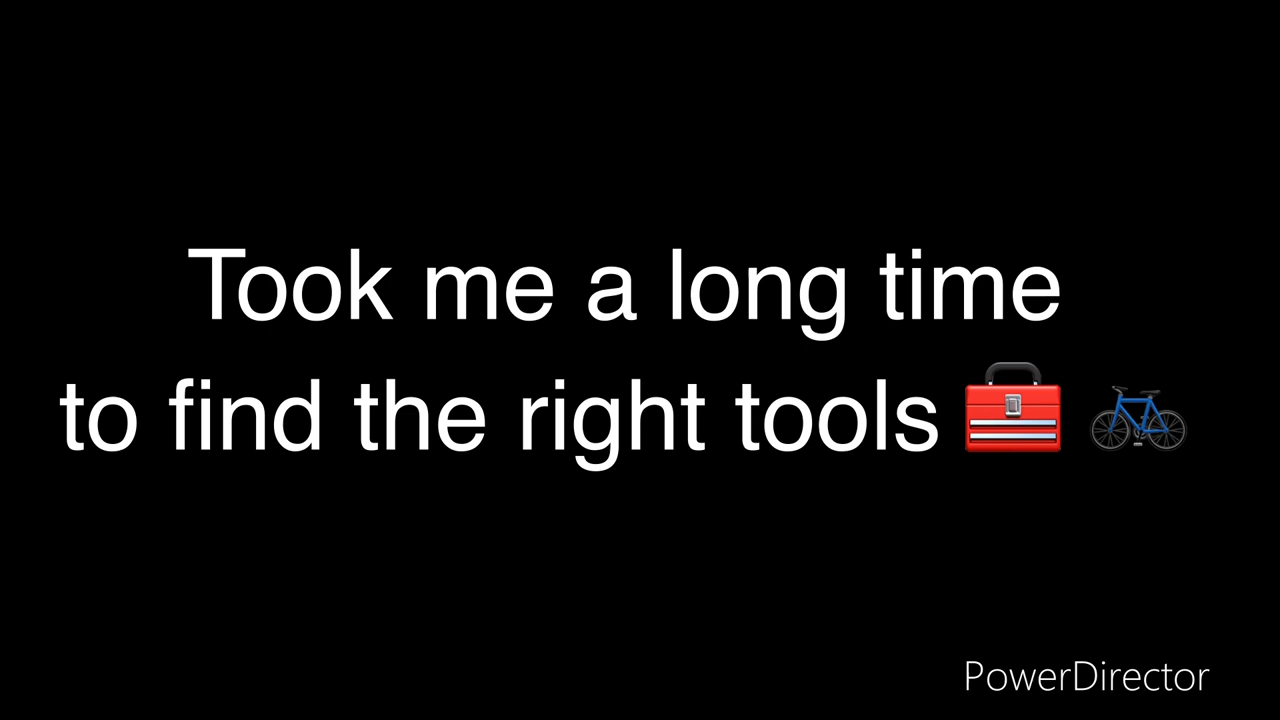 Took me a long time
to find the right tools 🧰 🚲
PowerDirector